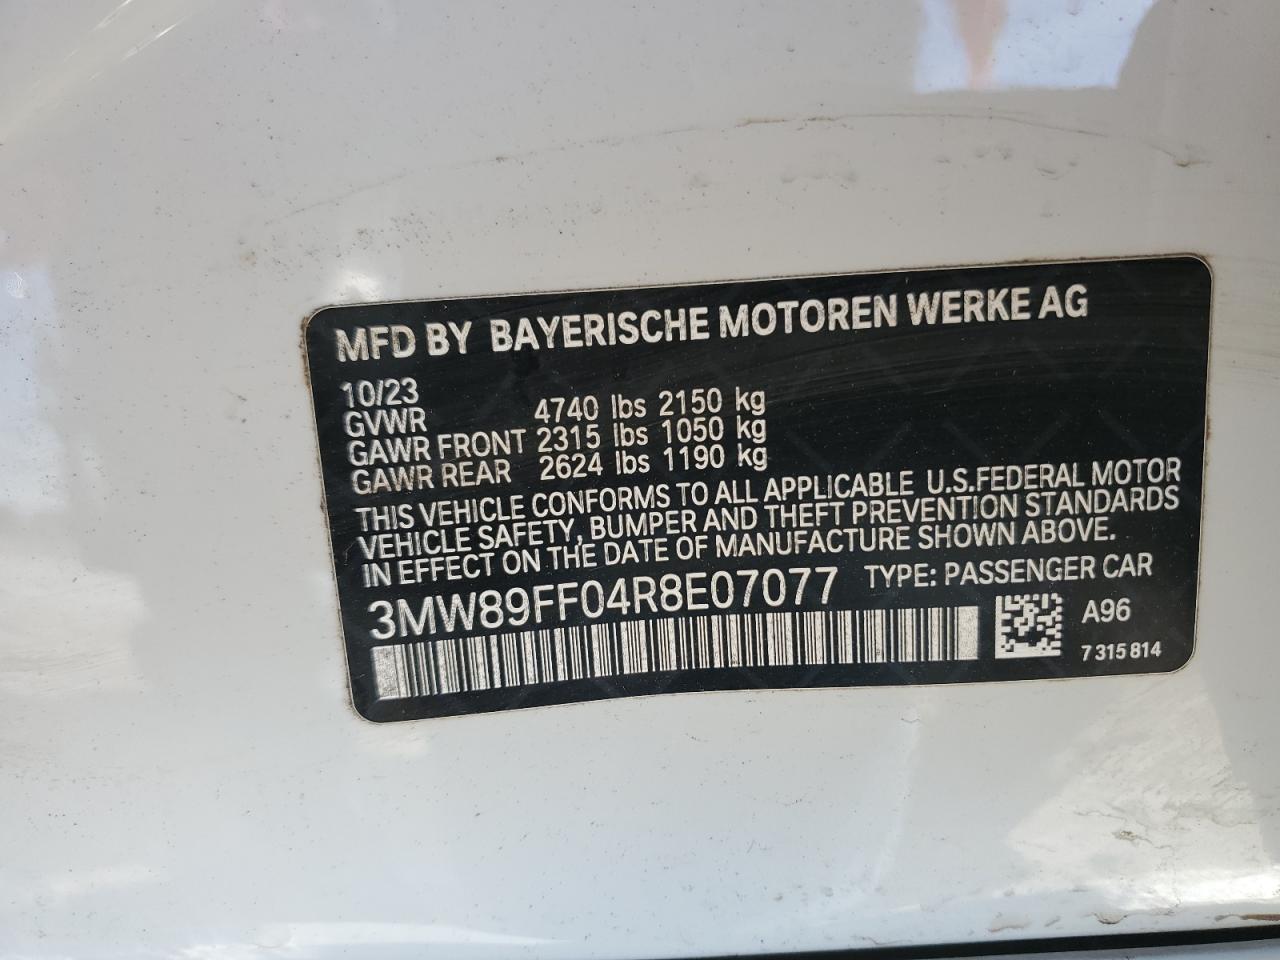 MFD BY BAYERISCHE MOTOREN WERKE AG
10/23
GVWR 4740 lbs 2150 kg
GAWR FRONT 2315 lbs 1050 kg
GAWR REAR 2624 lbs 1190 kg
THIS VEHICLE CONFORMS TO ALL APPLICABLE U.S.FEDERAL MOTOR
VEHICLE SAFETY, BUMPER AND THEFT PREVENTION STANDARDS
IN EFFECT ON THE DATE OF MANUFACTURE SHOWN ABOVE.
3MW89FF04R8E07077 TYPE: PASSENGER CAR
A96
7 315 814